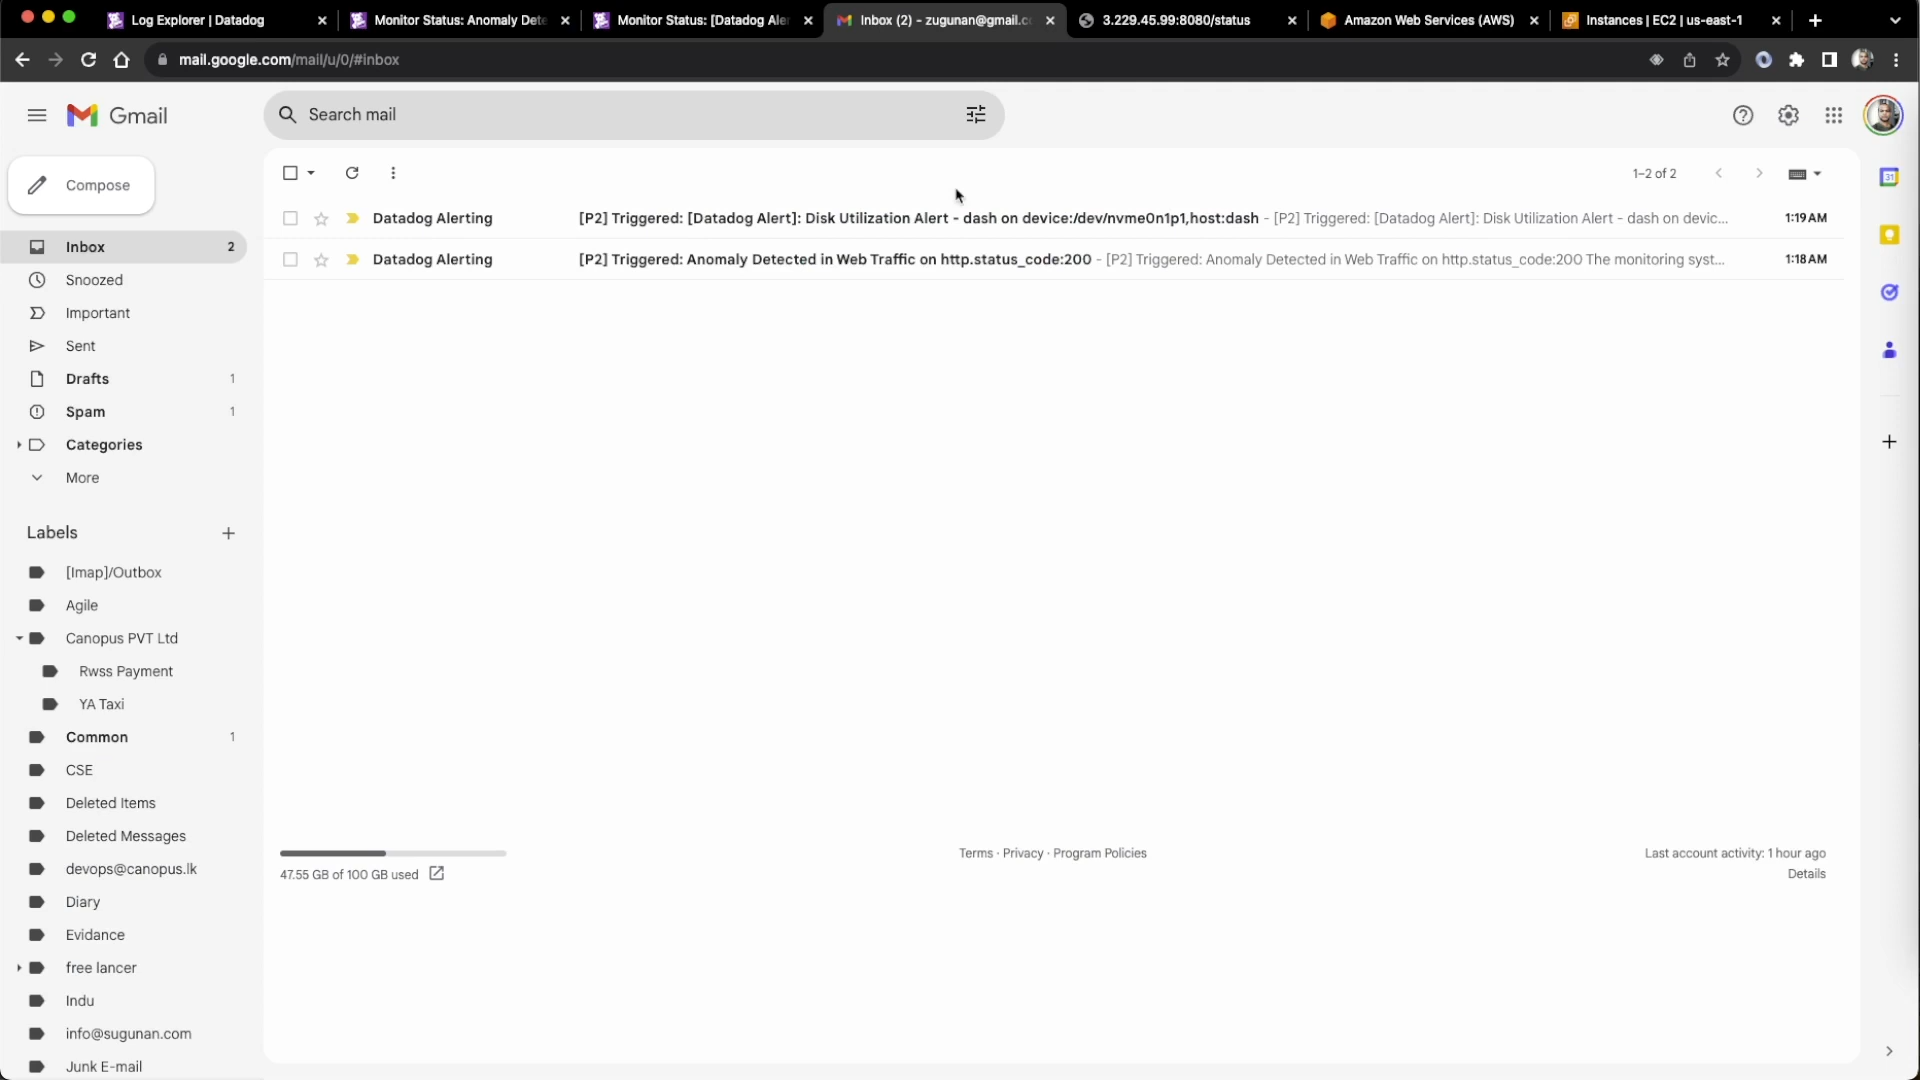 Log Explorer | Datadog
Monitor Status: Anomaly Dete
Monitor Status: [Datadog Aler
Inbox (2) - zugunan@gmail.co
3.229.45.99:8080/status
Amazon Web Services (AWS)
Instances | EC2 | us-east-1
mail.google.com/mail/u/0/#inbox
Gmail
Search mail
Compose
1–2 of 2
Datadog Alerting [P2] Triggered: [Datadog Alert]: Disk Utilization Alert - dash on device:/dev/nvme0n1p1,host:dash - [P2] Triggered: [Datadog Alert]: Disk Utilization Alert - dash on devic... 1:19 AM
Datadog Alerting [P2] Triggered: Anomaly Detected in Web Traffic on http.status_code:200 - [P2] Triggered: Anomaly Detected in Web Traffic on http.status_code:200 The monitoring syst... 1:18 AM
Inbox 2
Snoozed
Important
Sent
Drafts 1
Spam 1
Categories
More
Labels
[Imap]/Outbox
Agile
Canopus PVT Ltd
Rwss Payment
YA Taxi
Common 1
CSE
Deleted Items
Deleted Messages
devops@canopus.lk
Diary
Evidance
free lancer
Indu
info@sugunan.com
Junk E-mail
47.55 GB of 100 GB used
Terms · Privacy · Program Policies
Last account activity: 1 hour ago
Details
31